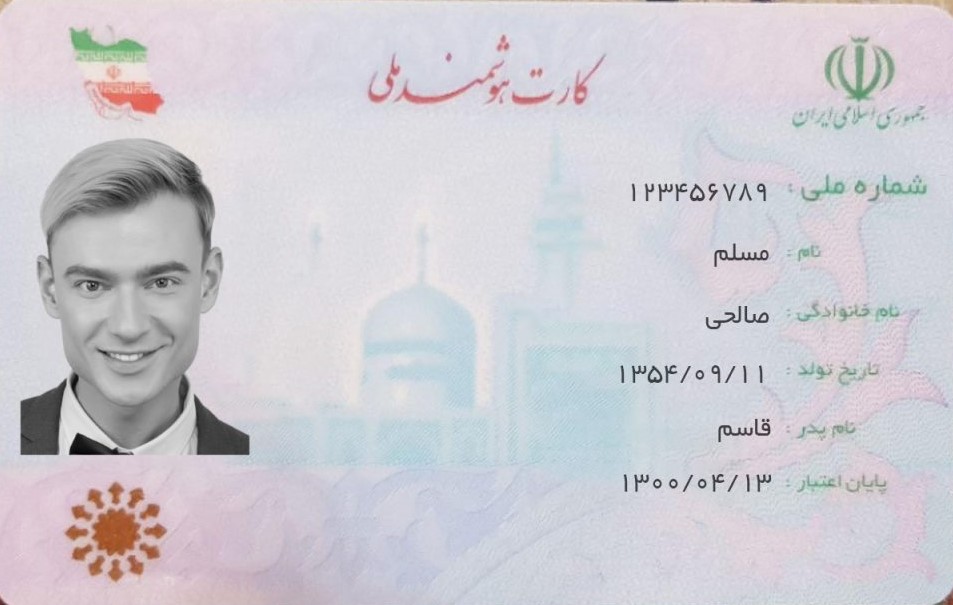 کارت هوشمند ملی
جمهوری اسلامی ایران
شماره ملی : ۱۲۳۴۵۶۷۸۹
نام : مسلم
نام خانوادگی : صالحی
تاریخ تولد : ۱۳۵۴/۰۹/۱۱
نام پدر : قاسم
پایان اعتبار : ۱۳۰۰/۰۴/۱۳